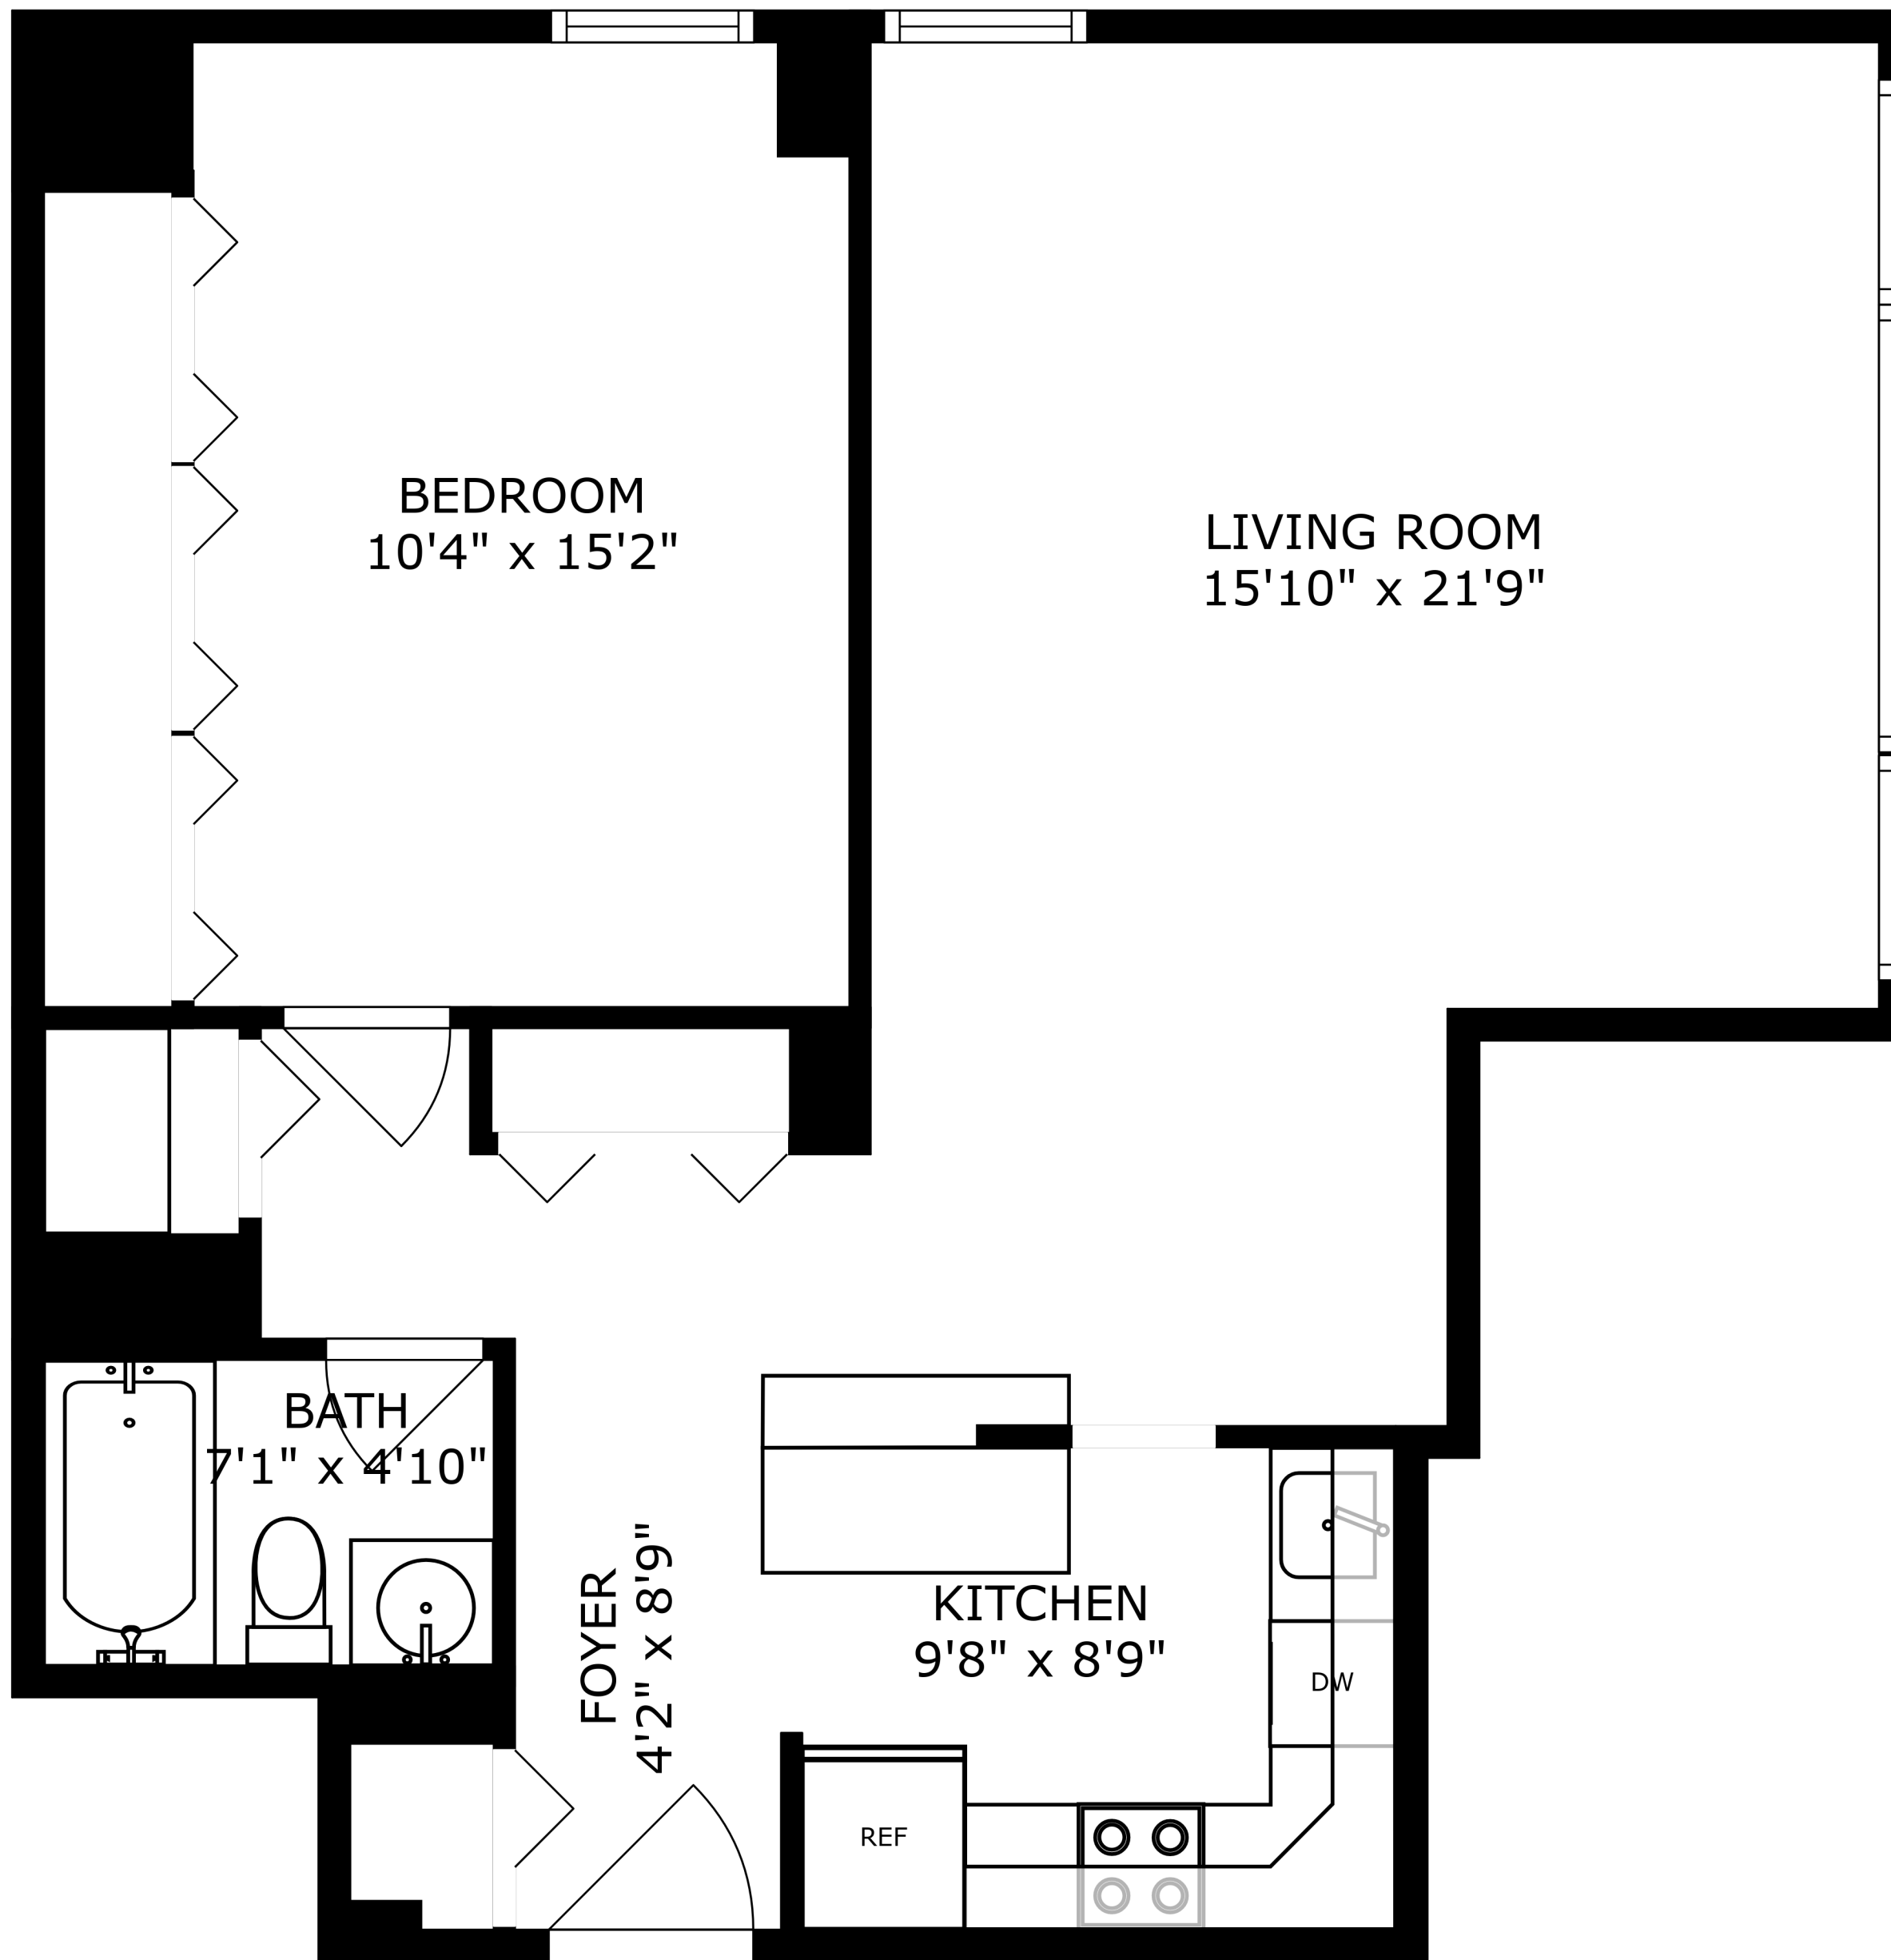 BEDROOM
10'4" x 15'2"
LIVING ROOM
15'10" x 21'9"
BATH
7'1" x 4'10"
FOYER
4'2" x 8'9"
KITCHEN
9'8" x 8'9"
DW
REF